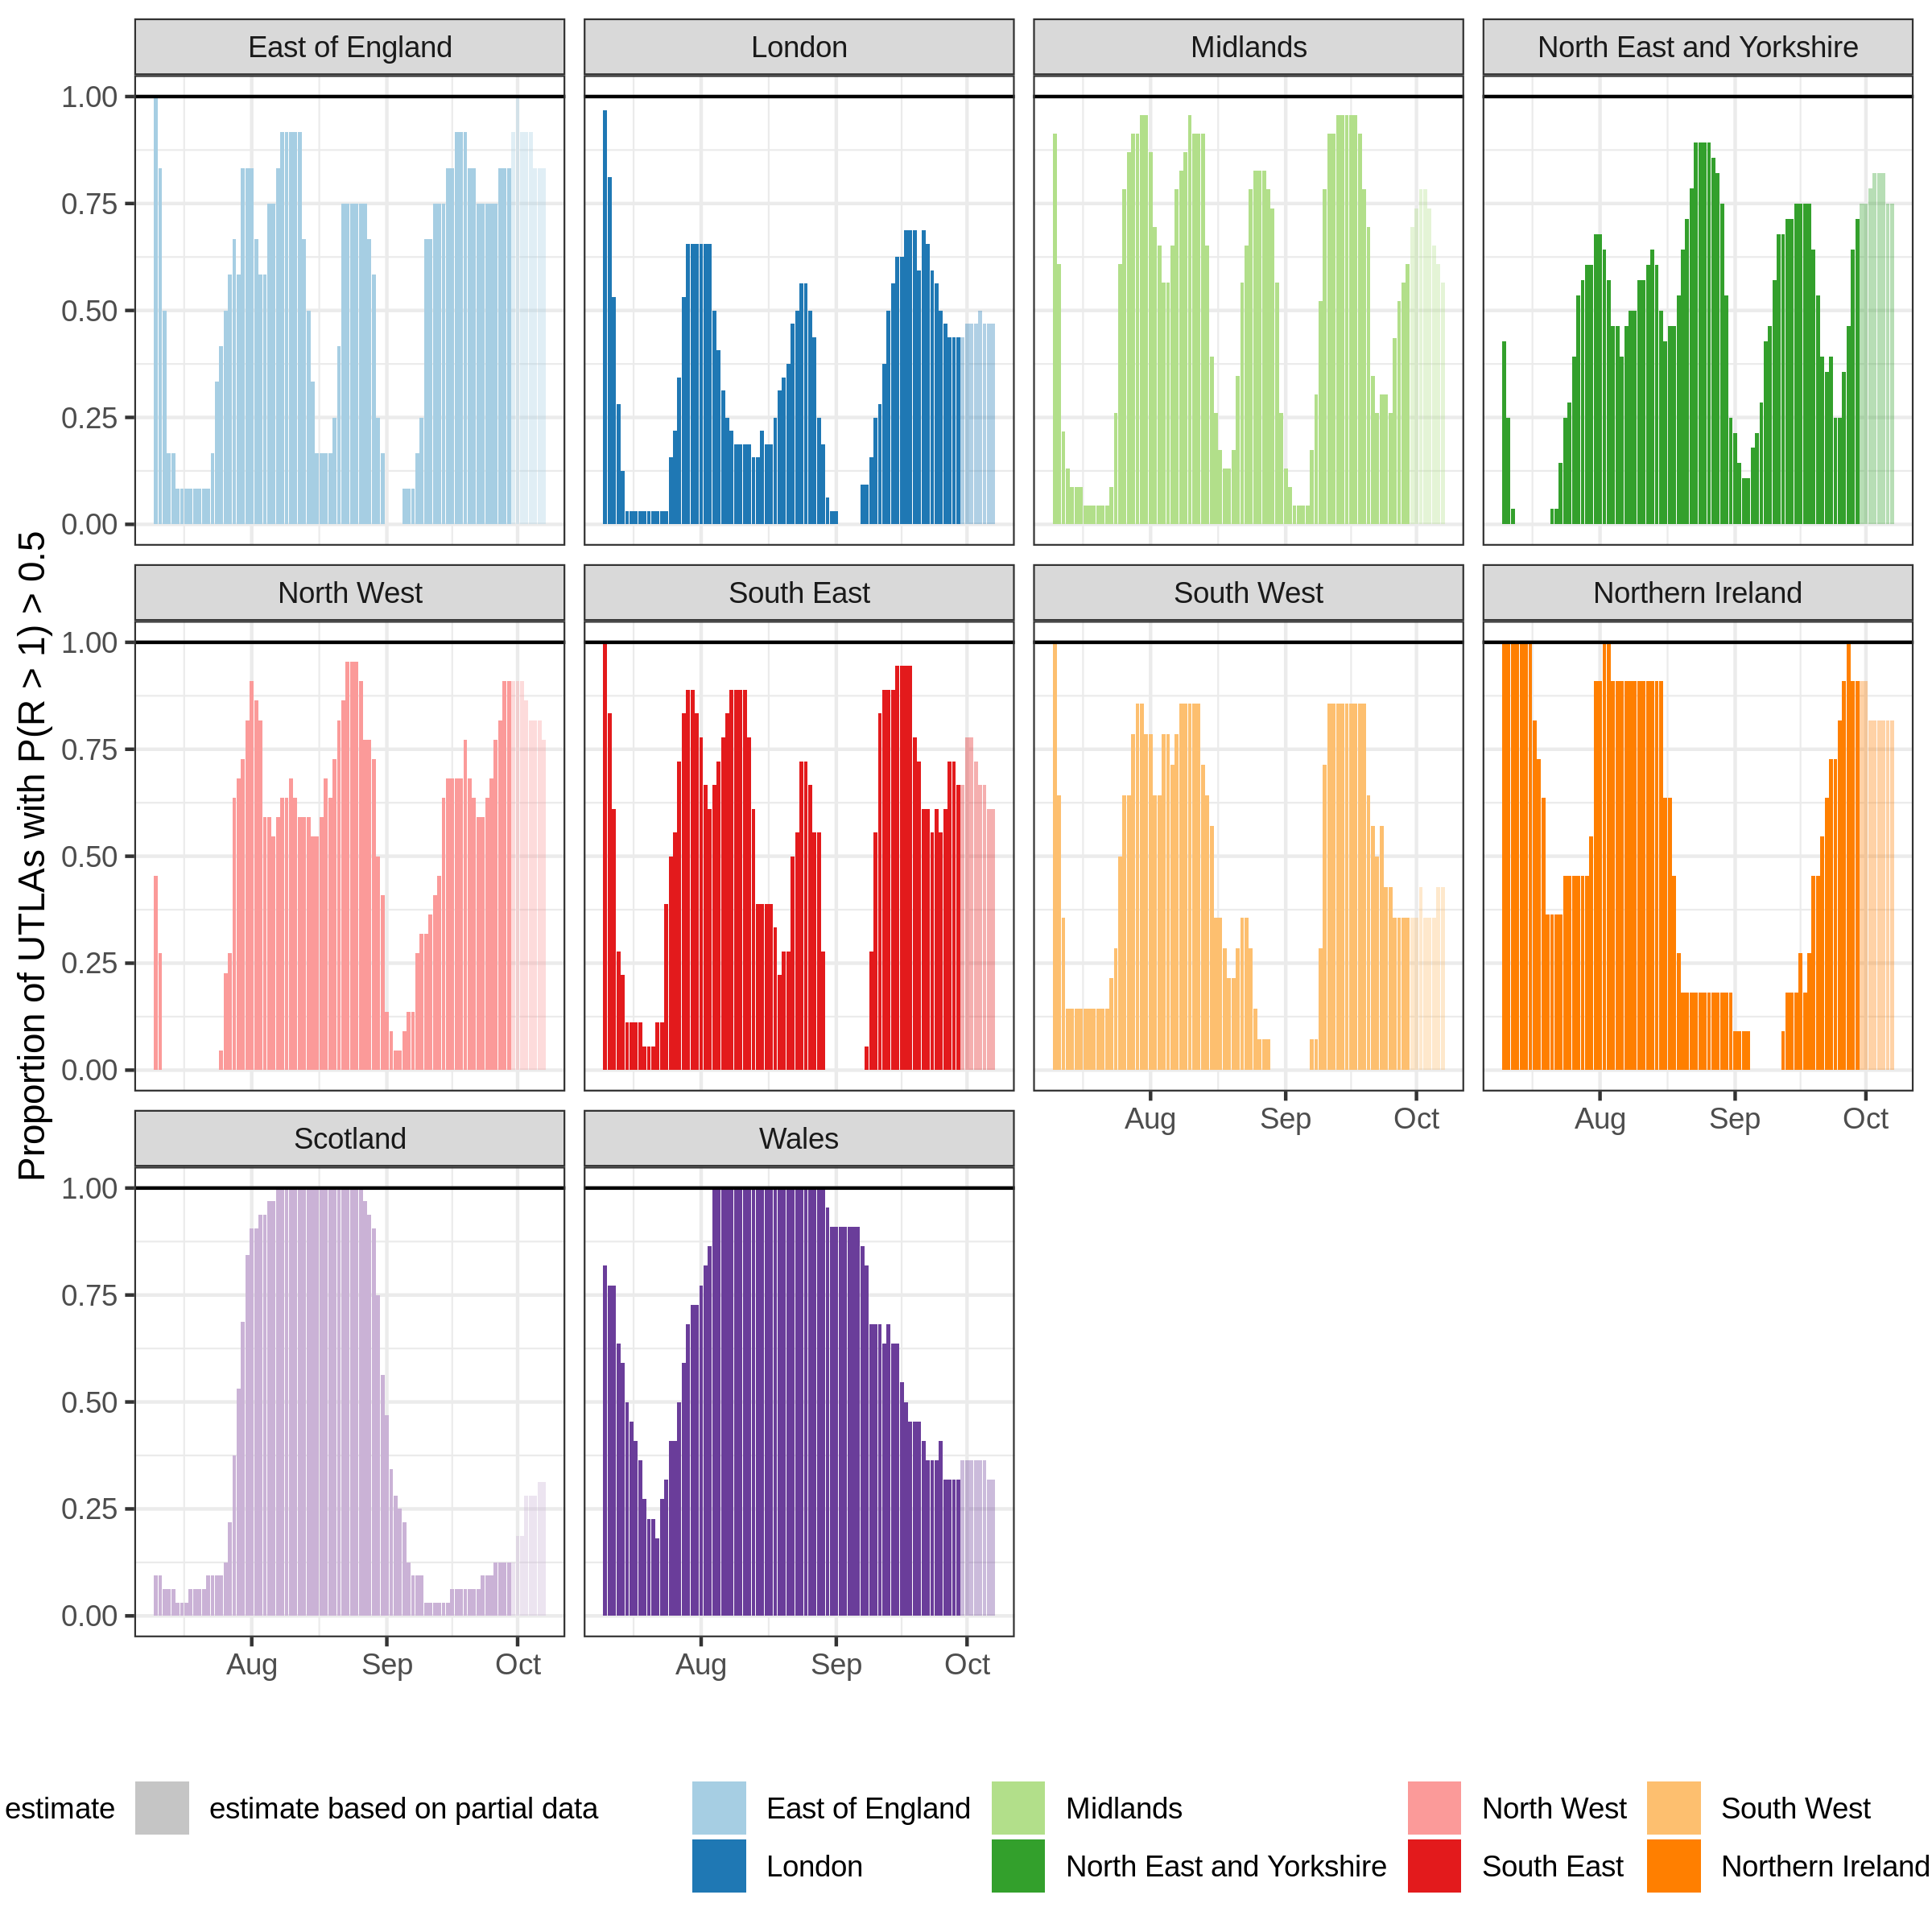 East of England London Midlands North East and Yorkshire
1.00
0.75
0.50
0.25
0.00
North West South East South West Northern Ireland
1.00
0.75
0.50
0.25
0.00
Aug Sep Oct Aug Sep Oct
Scotland Wales
1.00
0.75
0.50
0.25
0.00
Aug Sep Oct Aug Sep Oct
Proportion of UTLAs with P(R > 1) > 0.5
estimate estimate based on partial data East of England Midlands North West South West
London North East and Yorkshire South East Northern Ireland